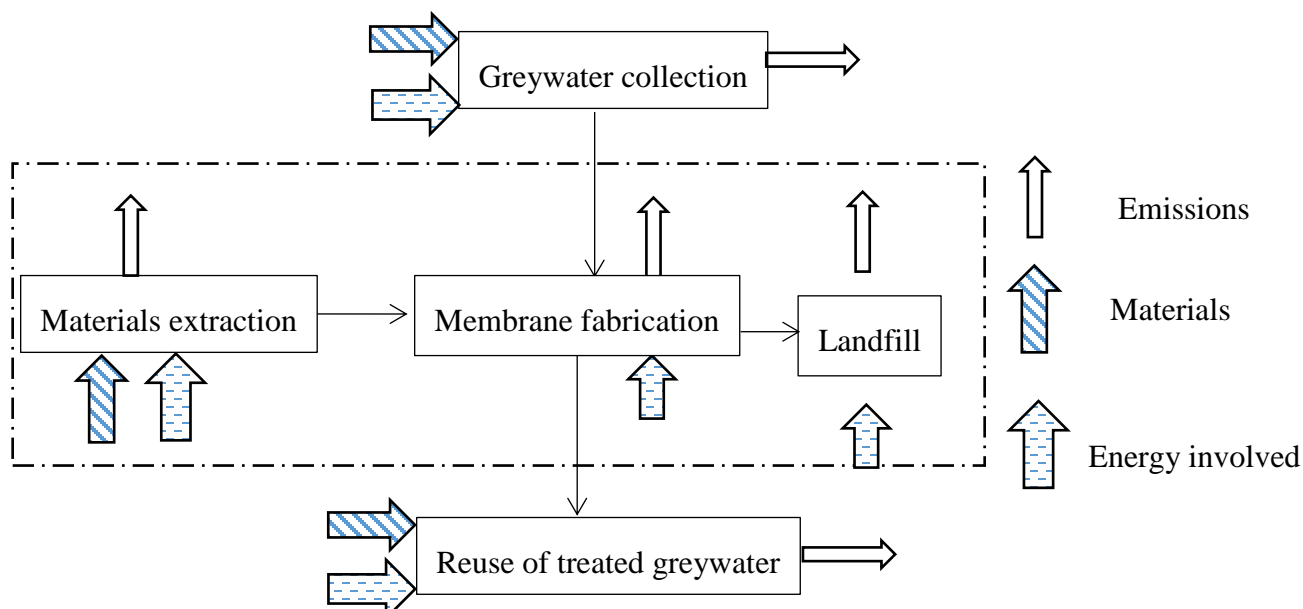 Greywater collection
Emissions
Materials extraction
Membrane fabrication
Landfill
Materials
Energy involved
Reuse of treated greywater